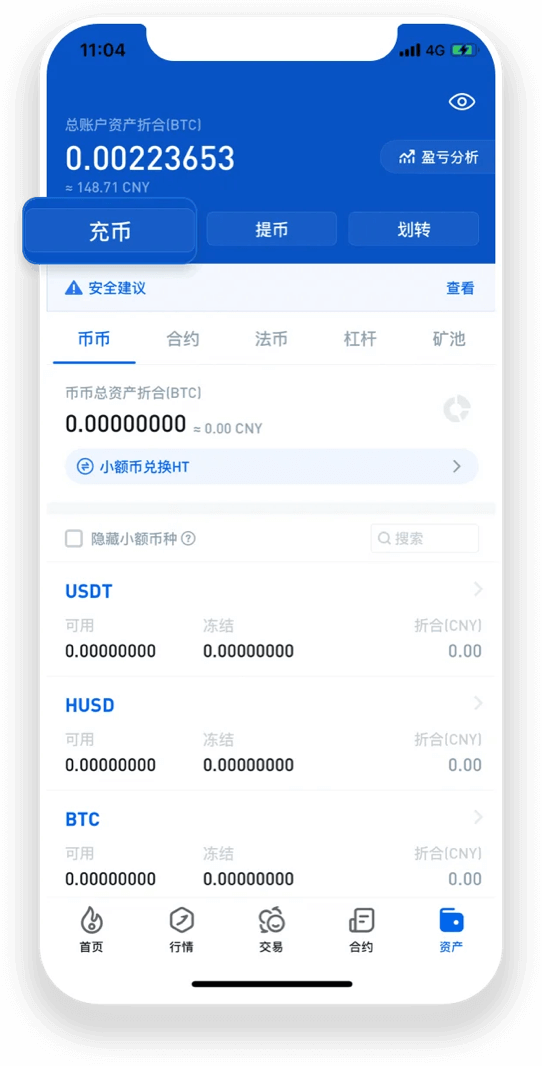 11:04 4G
总账户资产折合(BTC)
0.00223653
盈亏分析
≈ 148.71 CNY
充币 提币 划转
安全建议 查看
币币 合约 法币 杠杆 矿池
币币总资产折合(BTC)
0.00000000 ≈ 0.00 CNY
小额币兑换HT
隐藏小额币种 ? 搜索
USDT
可用 冻结 折合(CNY)
0.00000000 0.00000000 0.00
HUSD
可用 冻结 折合(CNY)
0.00000000 0.00000000 0.00
BTC
可用 冻结 折合(CNY)
0.00000000 0.00000000 0.00
首页 行情 交易 合约 资产